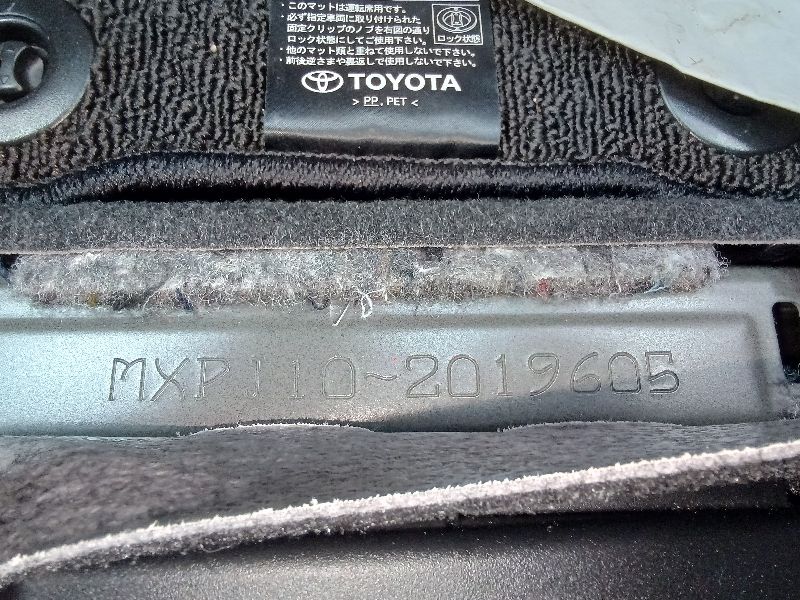 ・このマットは運転席用です。
・必ず指定車両に取り付けられた
固定クリップのノブを右図の通り
ロック状態にしてご使用下さい。
・他のマット類と重ねて使用しないで下さい。
・前後逆さまや裏返しで使用しないで下さい。
ロック状態
TOYOTA
> PP, PET <
MXPJ10~2019605